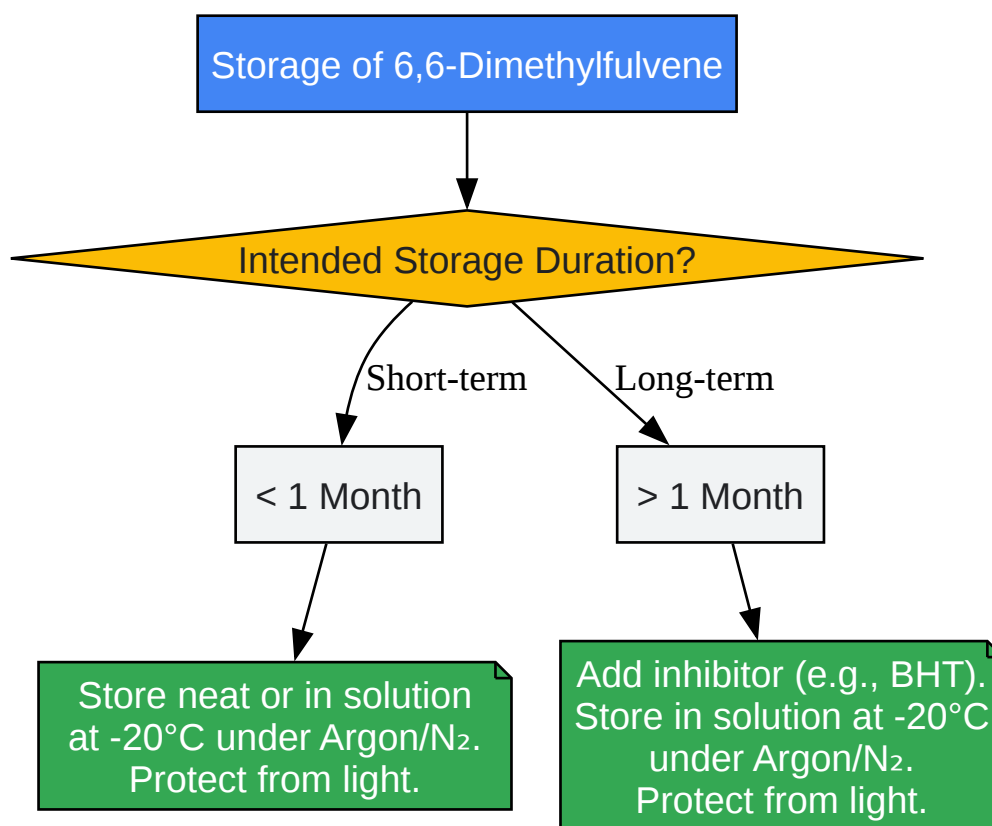 Storage of 6,6-Dimethylfulvene
Intended Storage Duration?
Short-term
Long-term
< 1 Month
> 1 Month
Store neat or in solution
at -20°C under Argon/N₂.
Protect from light.
Add inhibitor (e.g., BHT).
Store in solution at -20°C
under Argon/N₂.
Protect from light.